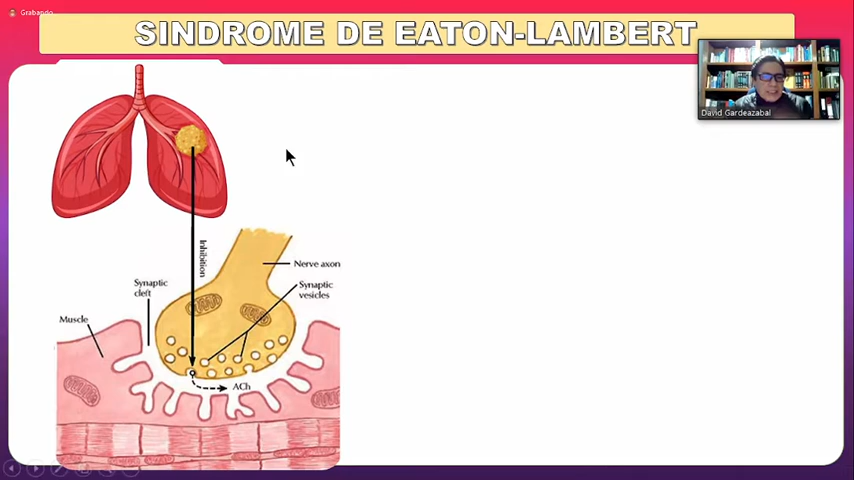 Grabando...
SINDROME DE EATON-LAMBERT
David Gardeazabal
Inhibition
Nerve axon
Synaptic
cleft
Synaptic
vesicles
Muscle
ACh